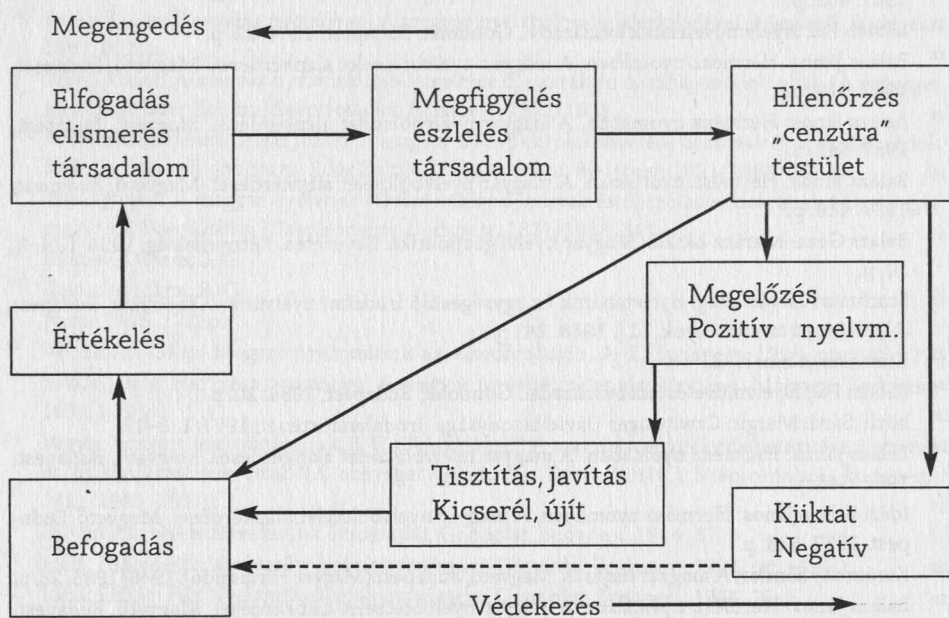 Megengedés
Elfogadás
elismerés
társadalom
Megfigyelés
észlelés
társadalom
Ellenőrzés
„cenzúra”
testület
Megelőzés
Pozitív nyelvm.
Értékelés
Tisztítás, javítás
Kicserél, újít
Befogadás
Kiiktat
Negatív
Védekezés